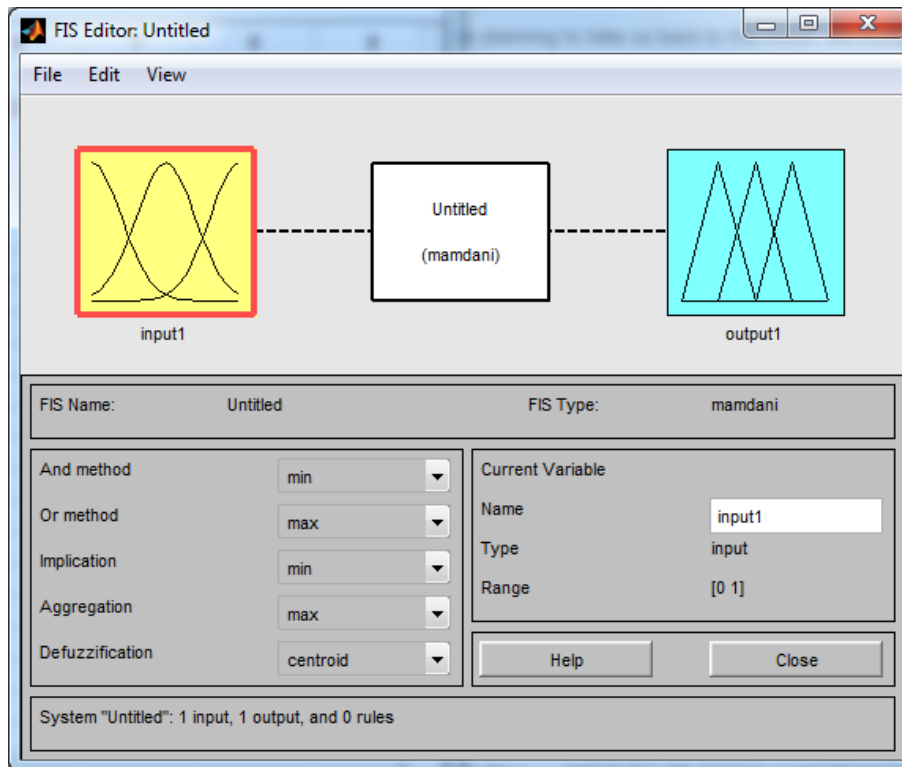 FIS Editor: Untitled
File Edit View
Untitled
(mamdani)
input1
output1
FIS Name: Untitled FIS Type: mamdani
And method min
Or method max
Implication min
Aggregation max
Defuzzification centroid
Current Variable
Name input1
Type input
Range [0 1]
Help Close
System "Untitled": 1 input, 1 output, and 0 rules